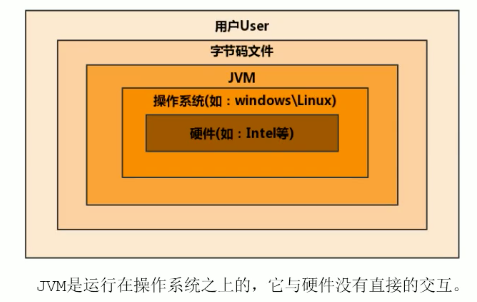 用户User
字节码文件
JVM
操作系统(如：windows\Linux)
硬件(如：Intel等)
JVM是运行在操作系统之上的，它与硬件没有直接的交互。